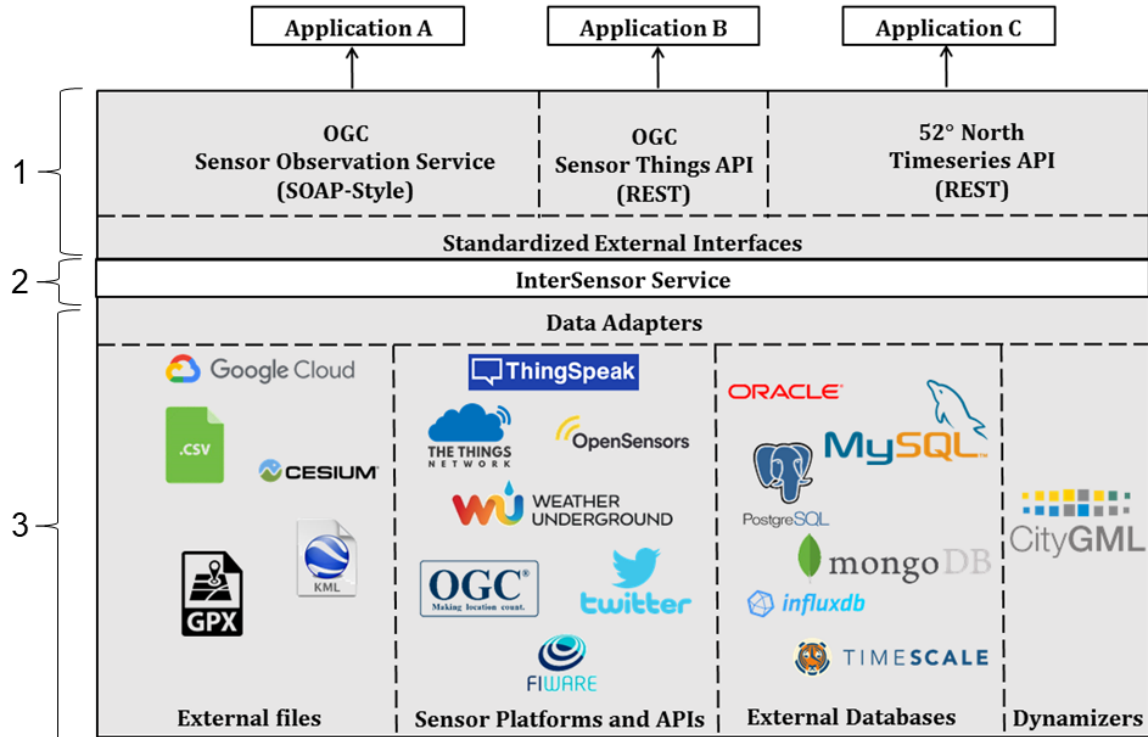 Application A
Application B
Application C
1
OGC
Sensor Observation Service
(SOAP-Style)
OGC
Sensor Things API
(REST)
52° North
Timeseries API
(REST)
Standardized External Interfaces
2
InterSensor Service
3
Data Adapters
Google Cloud
.CSV
CESIUM
KML
GPX
External files
ThingSpeak
THE THINGS
NETWORK
OpenSensors
WU WEATHER
UNDERGROUND
OGC®
Making location count.
twitter
FIWARE
Sensor Platforms and APIs
ORACLE®
MySQL™
PostgreSQL
mongoDB
influxdb
TIMESCALE
External Databases
CityGML
Dynamizers